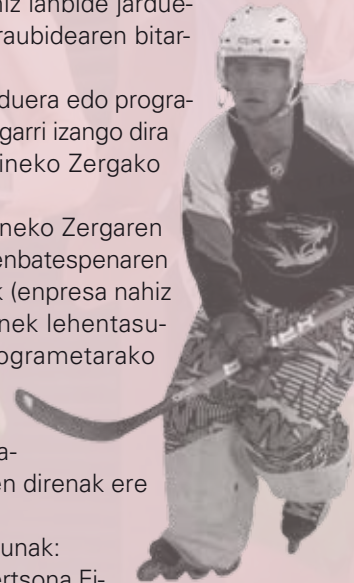 iz lanbide jardue-
raubidearen bitar-
duera edo progra-
garri izango dira
ineko Zergako
neko Zergaren
enbatespenaren
k (enpresa nahiz
nek lehentasu-
ogrametarako
a-
en direnak ere
unak:
ertsona Fi-